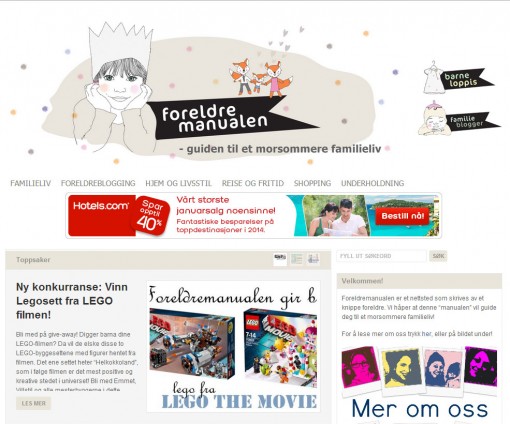 foreldre
manualen
- guiden til et morsommere familieliv
barne
loppis
familie
blogger
FAMILIELIV FORELDREBLOGGING HJEM OG LIVSSTIL REISE OG FRITID SHOPPING UNDERHOLDNING
Hotels.com
Spar
opptil
40%
Vårt største
januarsalg noensinne!
Fantastiske besparelser på
toppdestinasjoner i 2014.
Bestill nå!
Toppsaker
Ny konkurranse: Vinn
Legosett fra LEGO
filmen!
Bli med på give-away! Digger barna dine
LEGO-filmen? Da vil de elske disse to
LEGO-byggesettene med figurer hentet fra
filmen. Det ene settet heter "Heihokoland",
som i følge filmen er det mest positive og
kreative stedet i universet! Bli med Emmet,
LES MER
Foreldremanualen gir b
LEGO
7-14
lego fra
LEGO THE MOVIE
FYLL UT SØKEORD
SØK
Velkommen!
Foreldremanualen er et nettsted som skrives av et
knippe foreldre. Vi håper at denne "manualen" vil guide
deg til et morsommere familieliv!
For å lese mer om oss trykk her, eller på bildet under!
Mer om oss